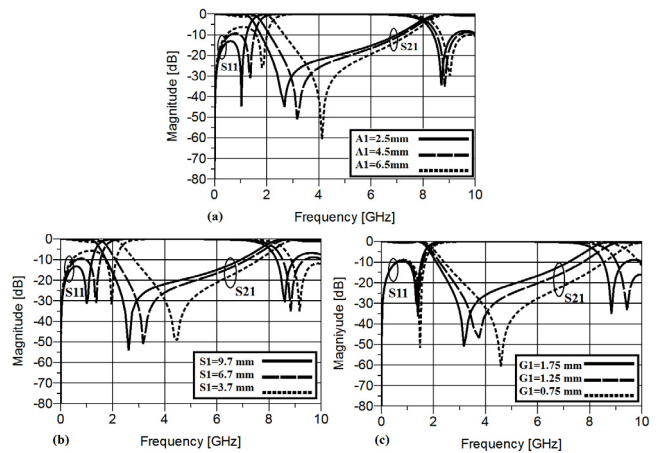 0
-10
-20
-30
-40
-50
-60
-70
-80
Magnitude [dB]
S11
S21
A1=2.5mm
A1=4.5mm
A1=6.5mm
0 2 4 6 8 10
(a)
Frequency [GHz]
0
-10
-20
-30
-40
-50
-60
-70
-80
Magnitude [dB]
S11
S21
S1=9.7 mm
S1=6.7 mm
S1=3.7 mm
0 2 4 6 8 10
(b)
Frequency [GHz]
0
-10
-20
-30
-40
-50
-60
-70
-80
Magniyude [dB]
S11
S21
G1=1.75 mm
G1=1.25 mm
G1=0.75 mm
0 2 4 6 8 10
(c)
Frequency [GHz]